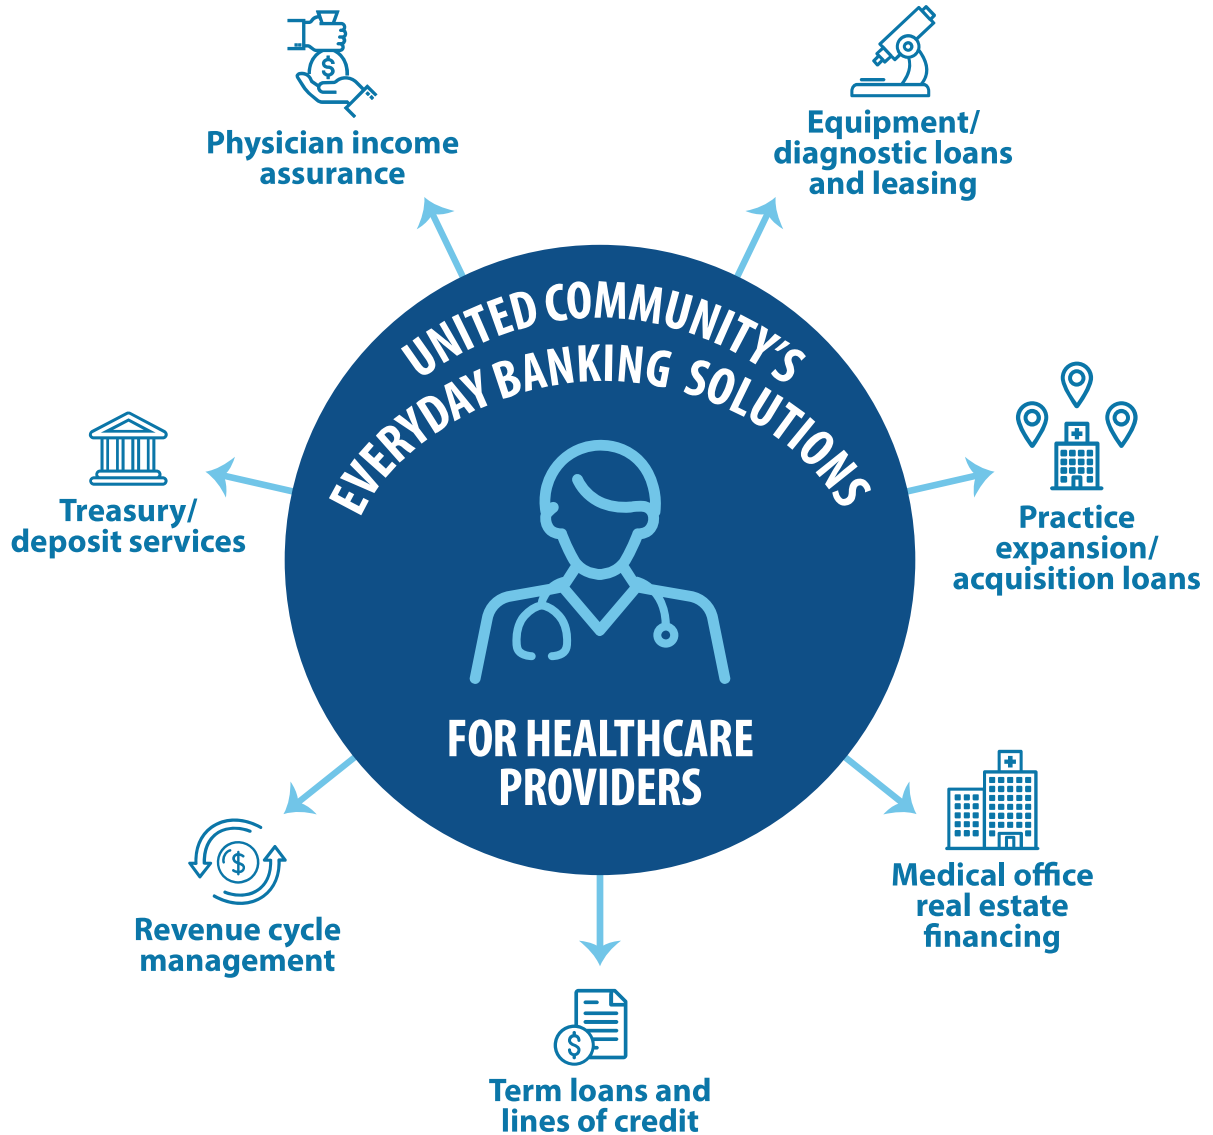 Physician income
assurance
Equipment/
diagnostic loans
and leasing
UNITED COMMUNITY'S
EVERYDAY BANKING SOLUTIONS
FOR HEALTHCARE
PROVIDERS
Treasury/
deposit services
Practice
expansion/
acquisition loans
Revenue cycle
management
Medical office
real estate
financing
Term loans and
lines of credit
$
$
$